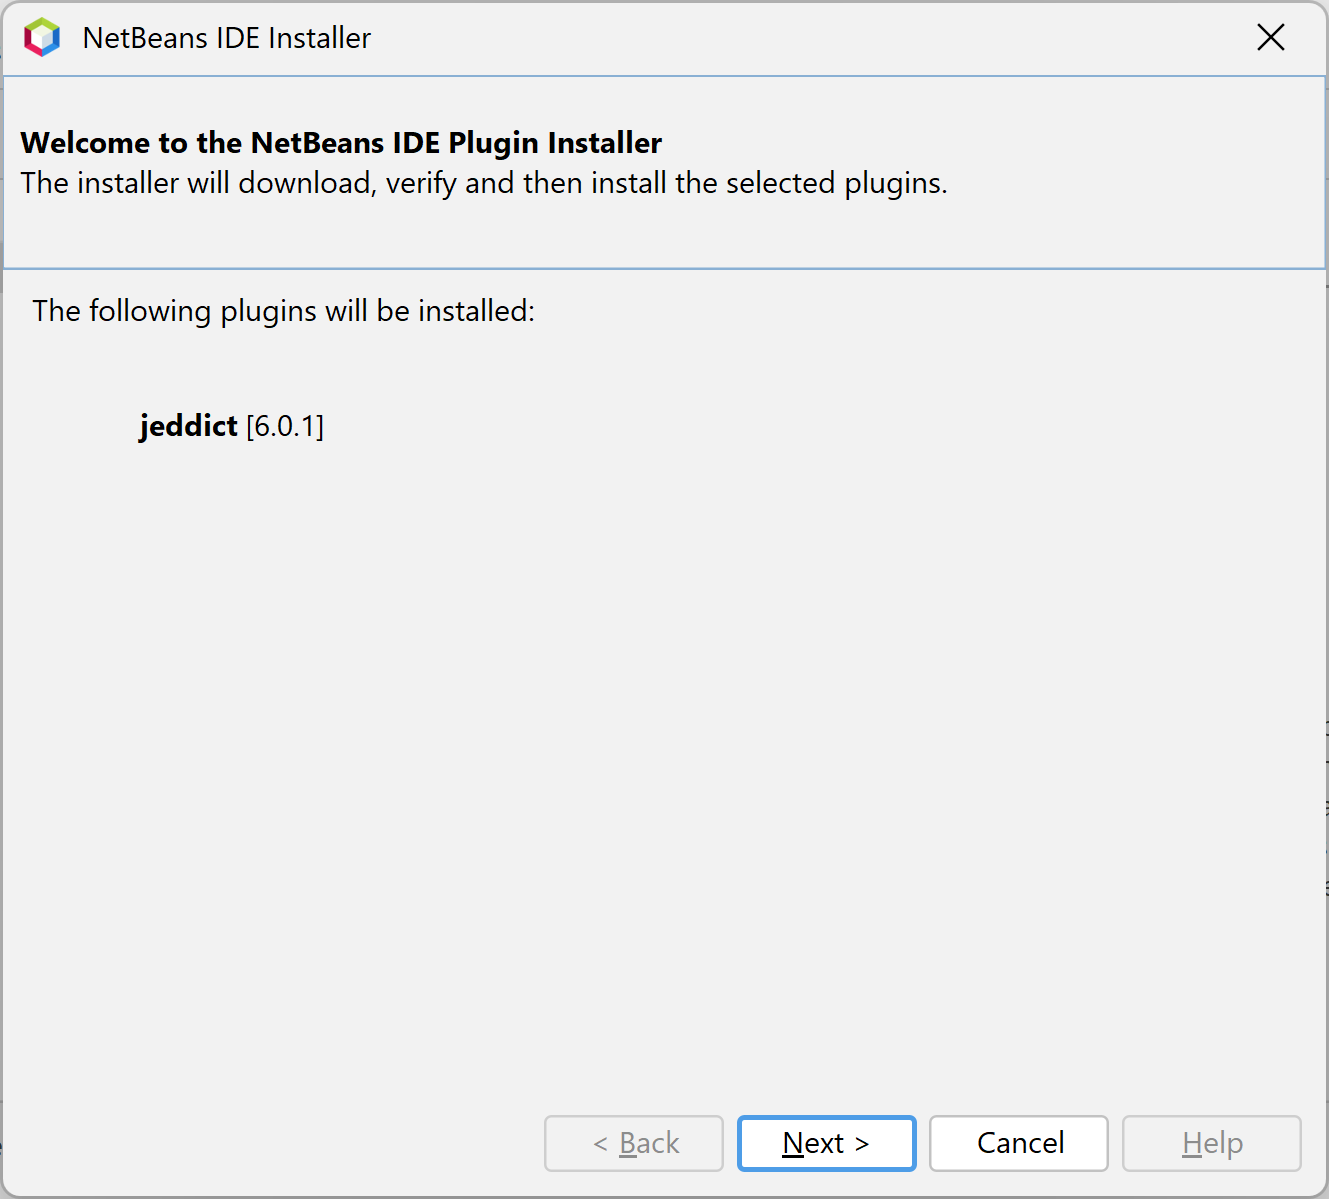 NetBeans IDE Installer
Welcome to the NetBeans IDE Plugin Installer
The installer will download, verify and then install the selected plugins.
The following plugins will be installed:
jeddict [6.0.1]
< Back
Next >
Cancel
Help